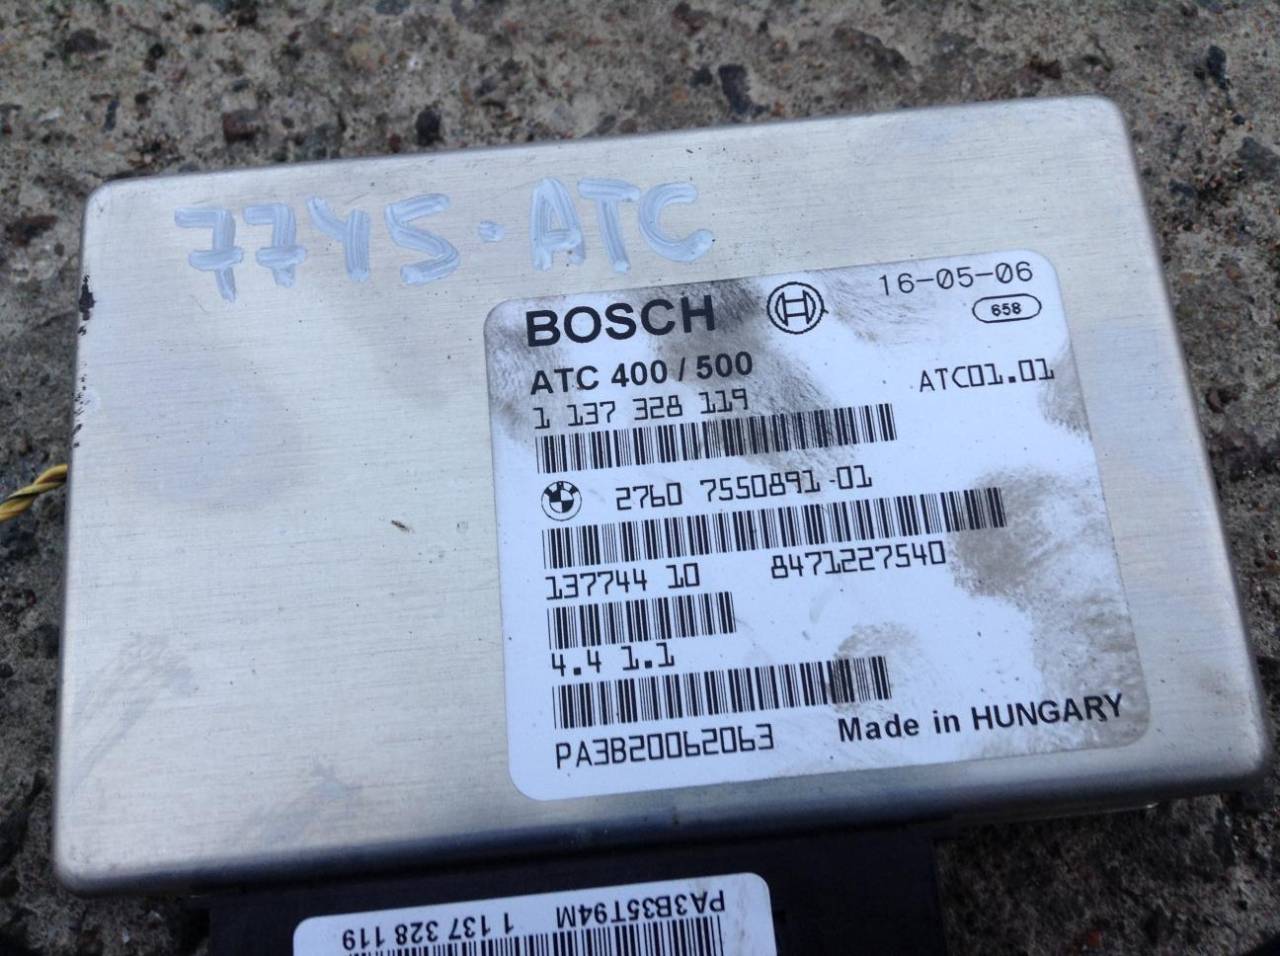 7745·ATC
BOSCH 16-05-06
658
ATC 400 / 500 ATC01.01
1 137 328 119
2760 7550891-01
137744 10 8471227540
4.4 1.1
PA3B20062063 Made in HUNGARY
PA3B35T94M 1 137 328 119